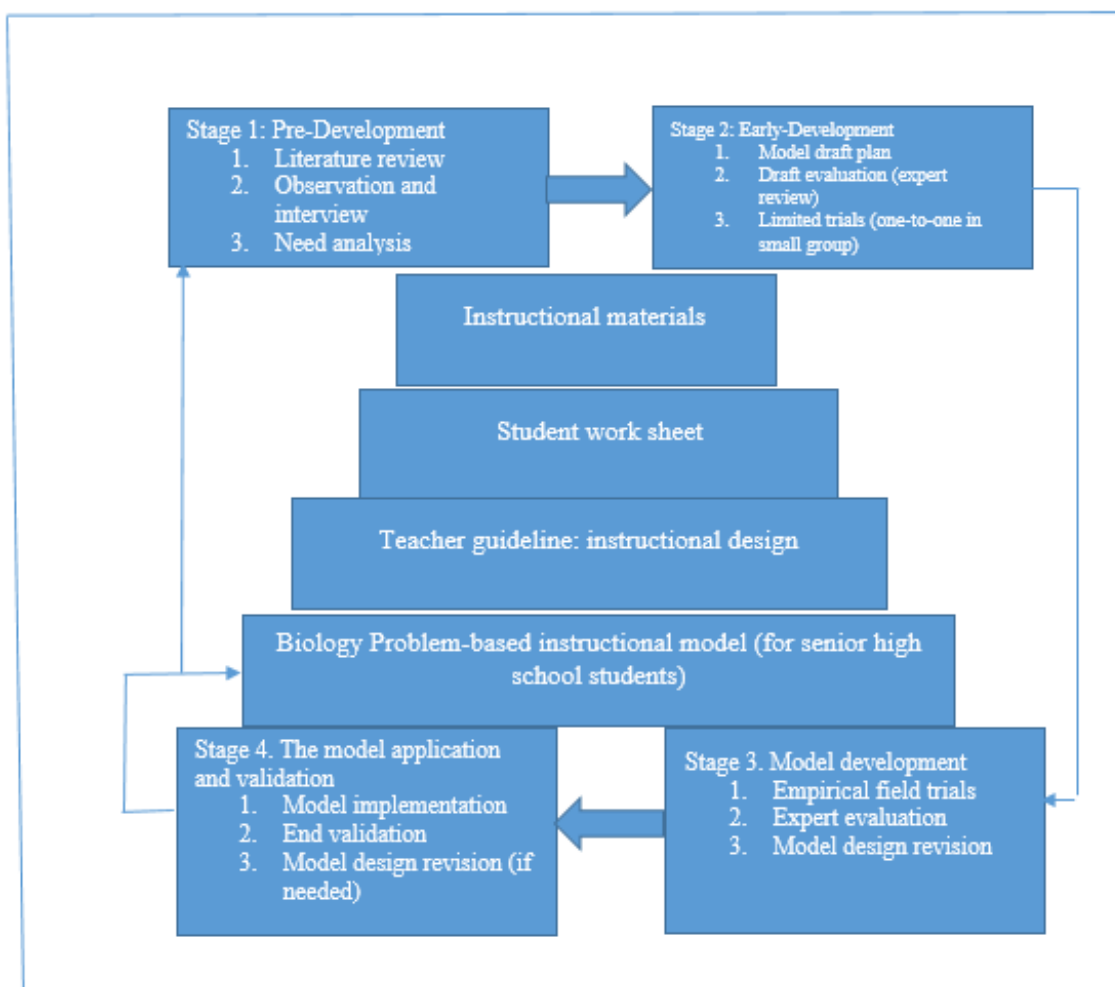 Stage 1: Pre-Development
1. Literature review
2. Observation and
interview
3. Need analysis
Stage 2: Early-Development
1. Model draft plan
2. Draft evaluation (expert
review)
3. Limited trials (one-to-one in
small group)
Instructional materials
Student work sheet
Teacher guideline: instructional design
Biology Problem-based instructional model (for senior high
school students)
Stage 4. The model application
and validation
1. Model implementation
2. End validation
3. Model design revision (if
needed)
Stage 3. Model development
1. Empirical field trials
2. Expert evaluation
3. Model design revision